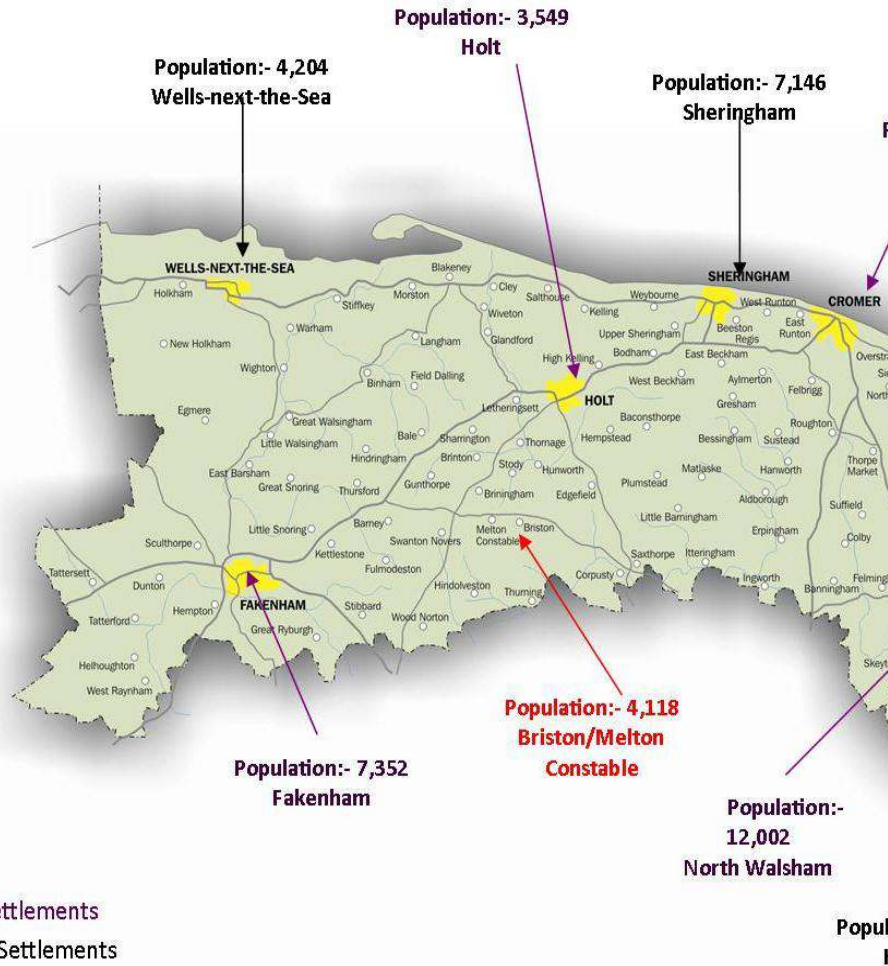 Population:- 3,549
Holt
Population:- 4,204
Wells-next-the-Sea
Population:- 7,146
Sheringham
WELLS-NEXT-THE-SEA
Holkham
Stiffkey
Morston
Blakeney
Cley
Salthouse
Kelling
Weybourne
SHERINGHAM
West Runton
CROMER
Wiveton
Warham
New Holkham
Langham
Glandford
Upper Sheringham
Beeston
Regis
East
Runton
High Kelling
Bodham
East Beckham
Overstr
Wighton
Binham
Field Dalling
West Beckham
Aylmerton
Felbrigg
North
Letheringsett
HOLT
Gresham
Egmere
Great Walsingham
Baconsthorpe
Roughton
Little Walsingham
Bale
Sharrington
Thornage
Hempstead
Bessingham
Sustead
Hindringham
Brinton
Stody
Hunworth
Matlaske
Hanworth
Thorpe
Market
East Barsham
Great Snoring
Thursford
Gunthorpe
Briningham
Edgefield
Plumstead
Aldborough
Suffield
Little Snoring
Barney
Swanton Novers
Melton
Constable
Briston
Little Barningham
Erpingham
Colby
Sculthorpe
Kettlestone
Fulmodeston
Saxthorpe
Itteringham
Tattersett
Dunton
Hindolveston
Corpusty
Ingworth
Banningham
Felming
Hempton
FAKENHAM
Stibbard
Thurning
Tatterford
Great Ryburgh
Wood Norton
Helhoughton
West Raynham
Skeyt
Population:- 4,118
Briston/Melton
Constable
Population:- 7,352
Fakenham
Population:-
12,002
North Walsham
ettlements
Settlements
Popul